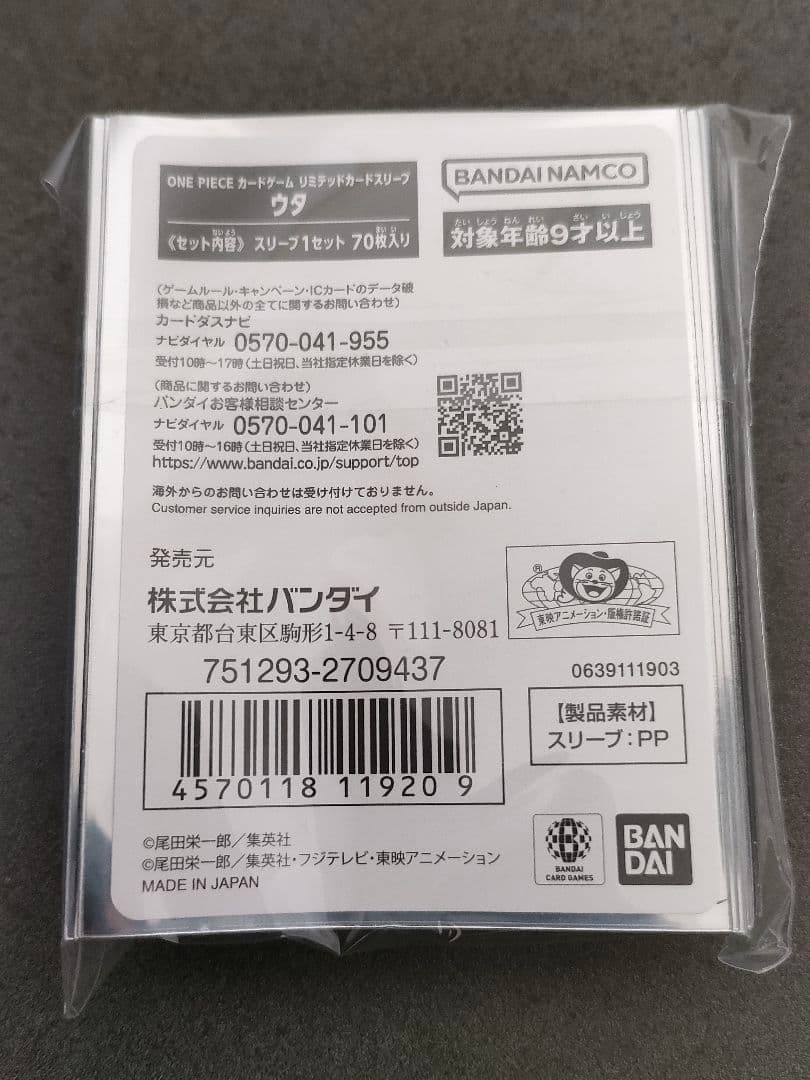 ONE PIECE カードゲーム リミテッドカードスリーブ
ウタ
《セット内容》 スリーブ1セット 70枚入り
BANDAI NAMCO
対象年齢9才以上
(ゲームルール・キャンペーン・ICカードのデータ破
損など商品以外の全てに関するお問い合わせ)
カードダスナビ
ナビダイヤル 0570-041-955
受付10時～17時(土日祝日、当社指定休業日を除く)
(商品に関するお問い合わせ)
バンダイお客様相談センター
ナビダイヤル 0570-041-101
受付10時～16時(土日祝日、当社指定休業日を除く)
https://www.bandai.co.jp/support/top
海外からのお問い合わせは受け付けておりません。
Customer service inquiries are not accepted from outside Japan.
発売元
株式会社バンダイ
東京都台東区駒形1-4-8 〒111-8081
®
東映アニメーション・版権許諾証
751293-2709437
0639111903
4570118 119209
【製品素材】
スリーブ:PP
©尾田栄一郎／集英社
©尾田栄一郎／集英社・フジテレビ・東映アニメーション
MADE IN JAPAN
BANDAI
CARD GAMES
BAN
DAI